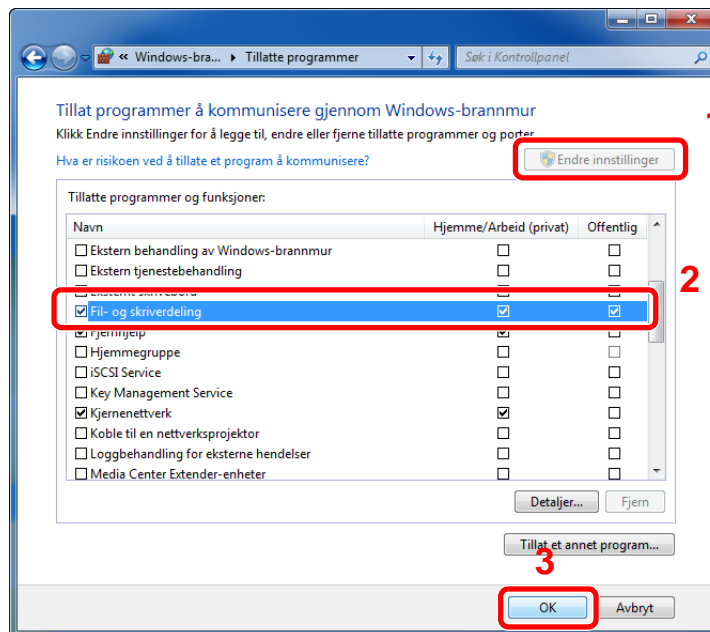 « Windows-bra... Tillatte programmer Søk i Kontrollpanel
Tillat programmer å kommunisere gjennom Windows-brannmur
Klikk Endre innstillinger for å legge til, endre eller fjerne tillatte programmer og porter.
Hva er risikoen ved å tillate et program å kommunisere? Endre innstillinger
Tillatte programmer og funksjoner:
Navn Hjemme/Arbeid (privat) Offentlig
Ekstern behandling av Windows-brannmur
Ekstern tjenestebehandling
Eksternt skrivebord
2
Fil- og skriverdeling
Fjernhjelp
Hjemmegruppe
iSCSI Service
Key Management Service
Kjernenettverk
Koble til en nettverksprojektor
Loggbehandling for eksterne hendelser
Media Center Extender-enheter
Detaljer... Fjern
Tillat et annet program...
3
OK Avbryt